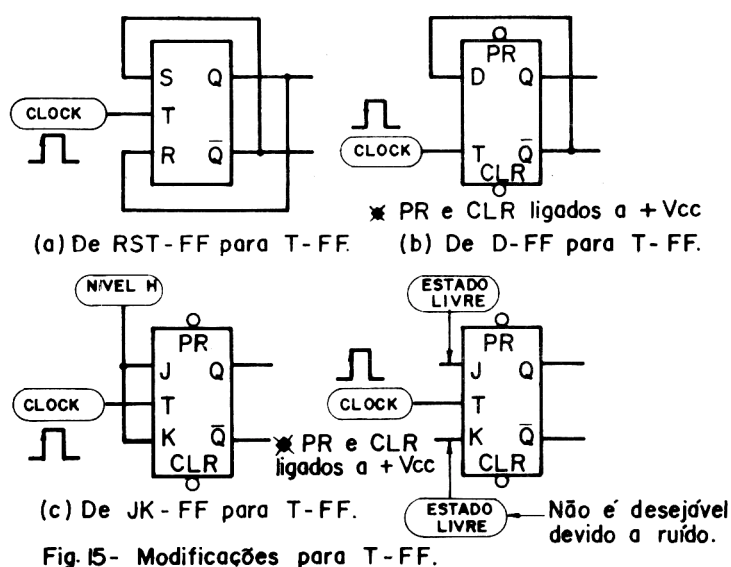 S Q
CLOCK
T
R Q̅
(a) De RST-FF para T-FF.
PR
D Q
CLOCK
T Q̅
CLR
※ PR e CLR ligados a +Vcc
(b) De D-FF para T-FF.
NIVEL H
PR
J Q
CLOCK
T
K Q̅
CLR
※ PR e CLR
ligados a +Vcc
(c) De JK-FF para T-FF.
ESTADO
LIVRE
PR
J Q
CLOCK
T
K Q̅
CLR
ESTADO
LIVRE
Não é desejável
devido a ruído.
Fig. 15- Modificações para T-FF.